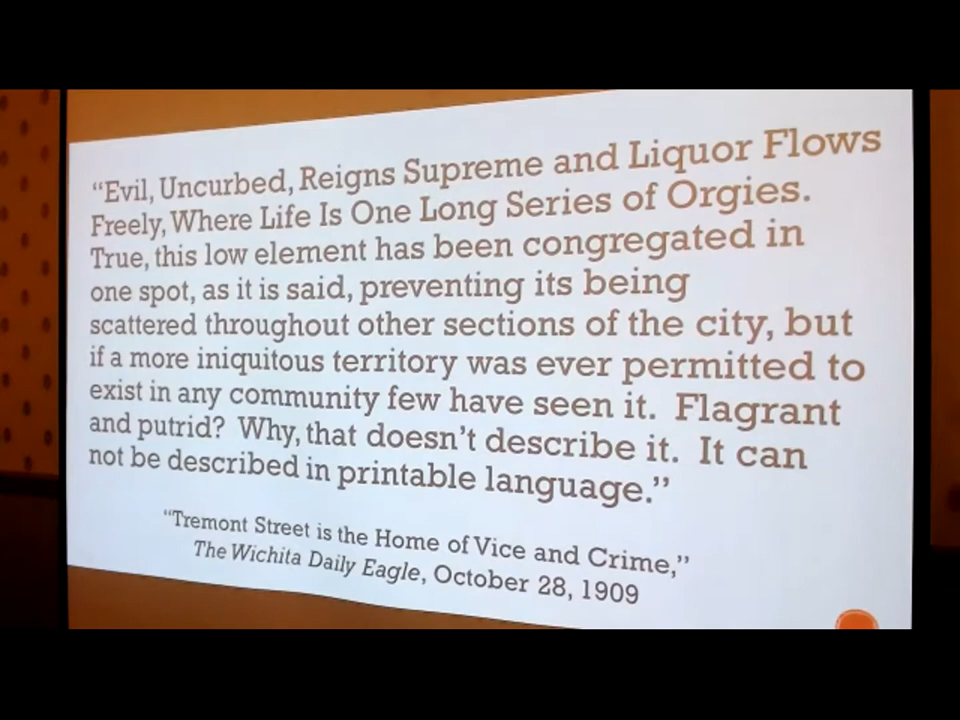 “Evil, Uncurbed, Reigns Supreme and Liquor Flows
Freely, Where Life Is One Long Series of Orgies.
True, this low element has been congregated in
one spot, as it is said, preventing its being
scattered throughout other sections of the city, but
if a more iniquitous territory was ever permitted to
exist in any community few have seen it.  Flagrant
and putrid?  Why, that doesn’t describe it.  It can
not be described in printable language.”
“Tremont Street is the Home of Vice and Crime,”
The Wichita Daily Eagle, October 28, 1909